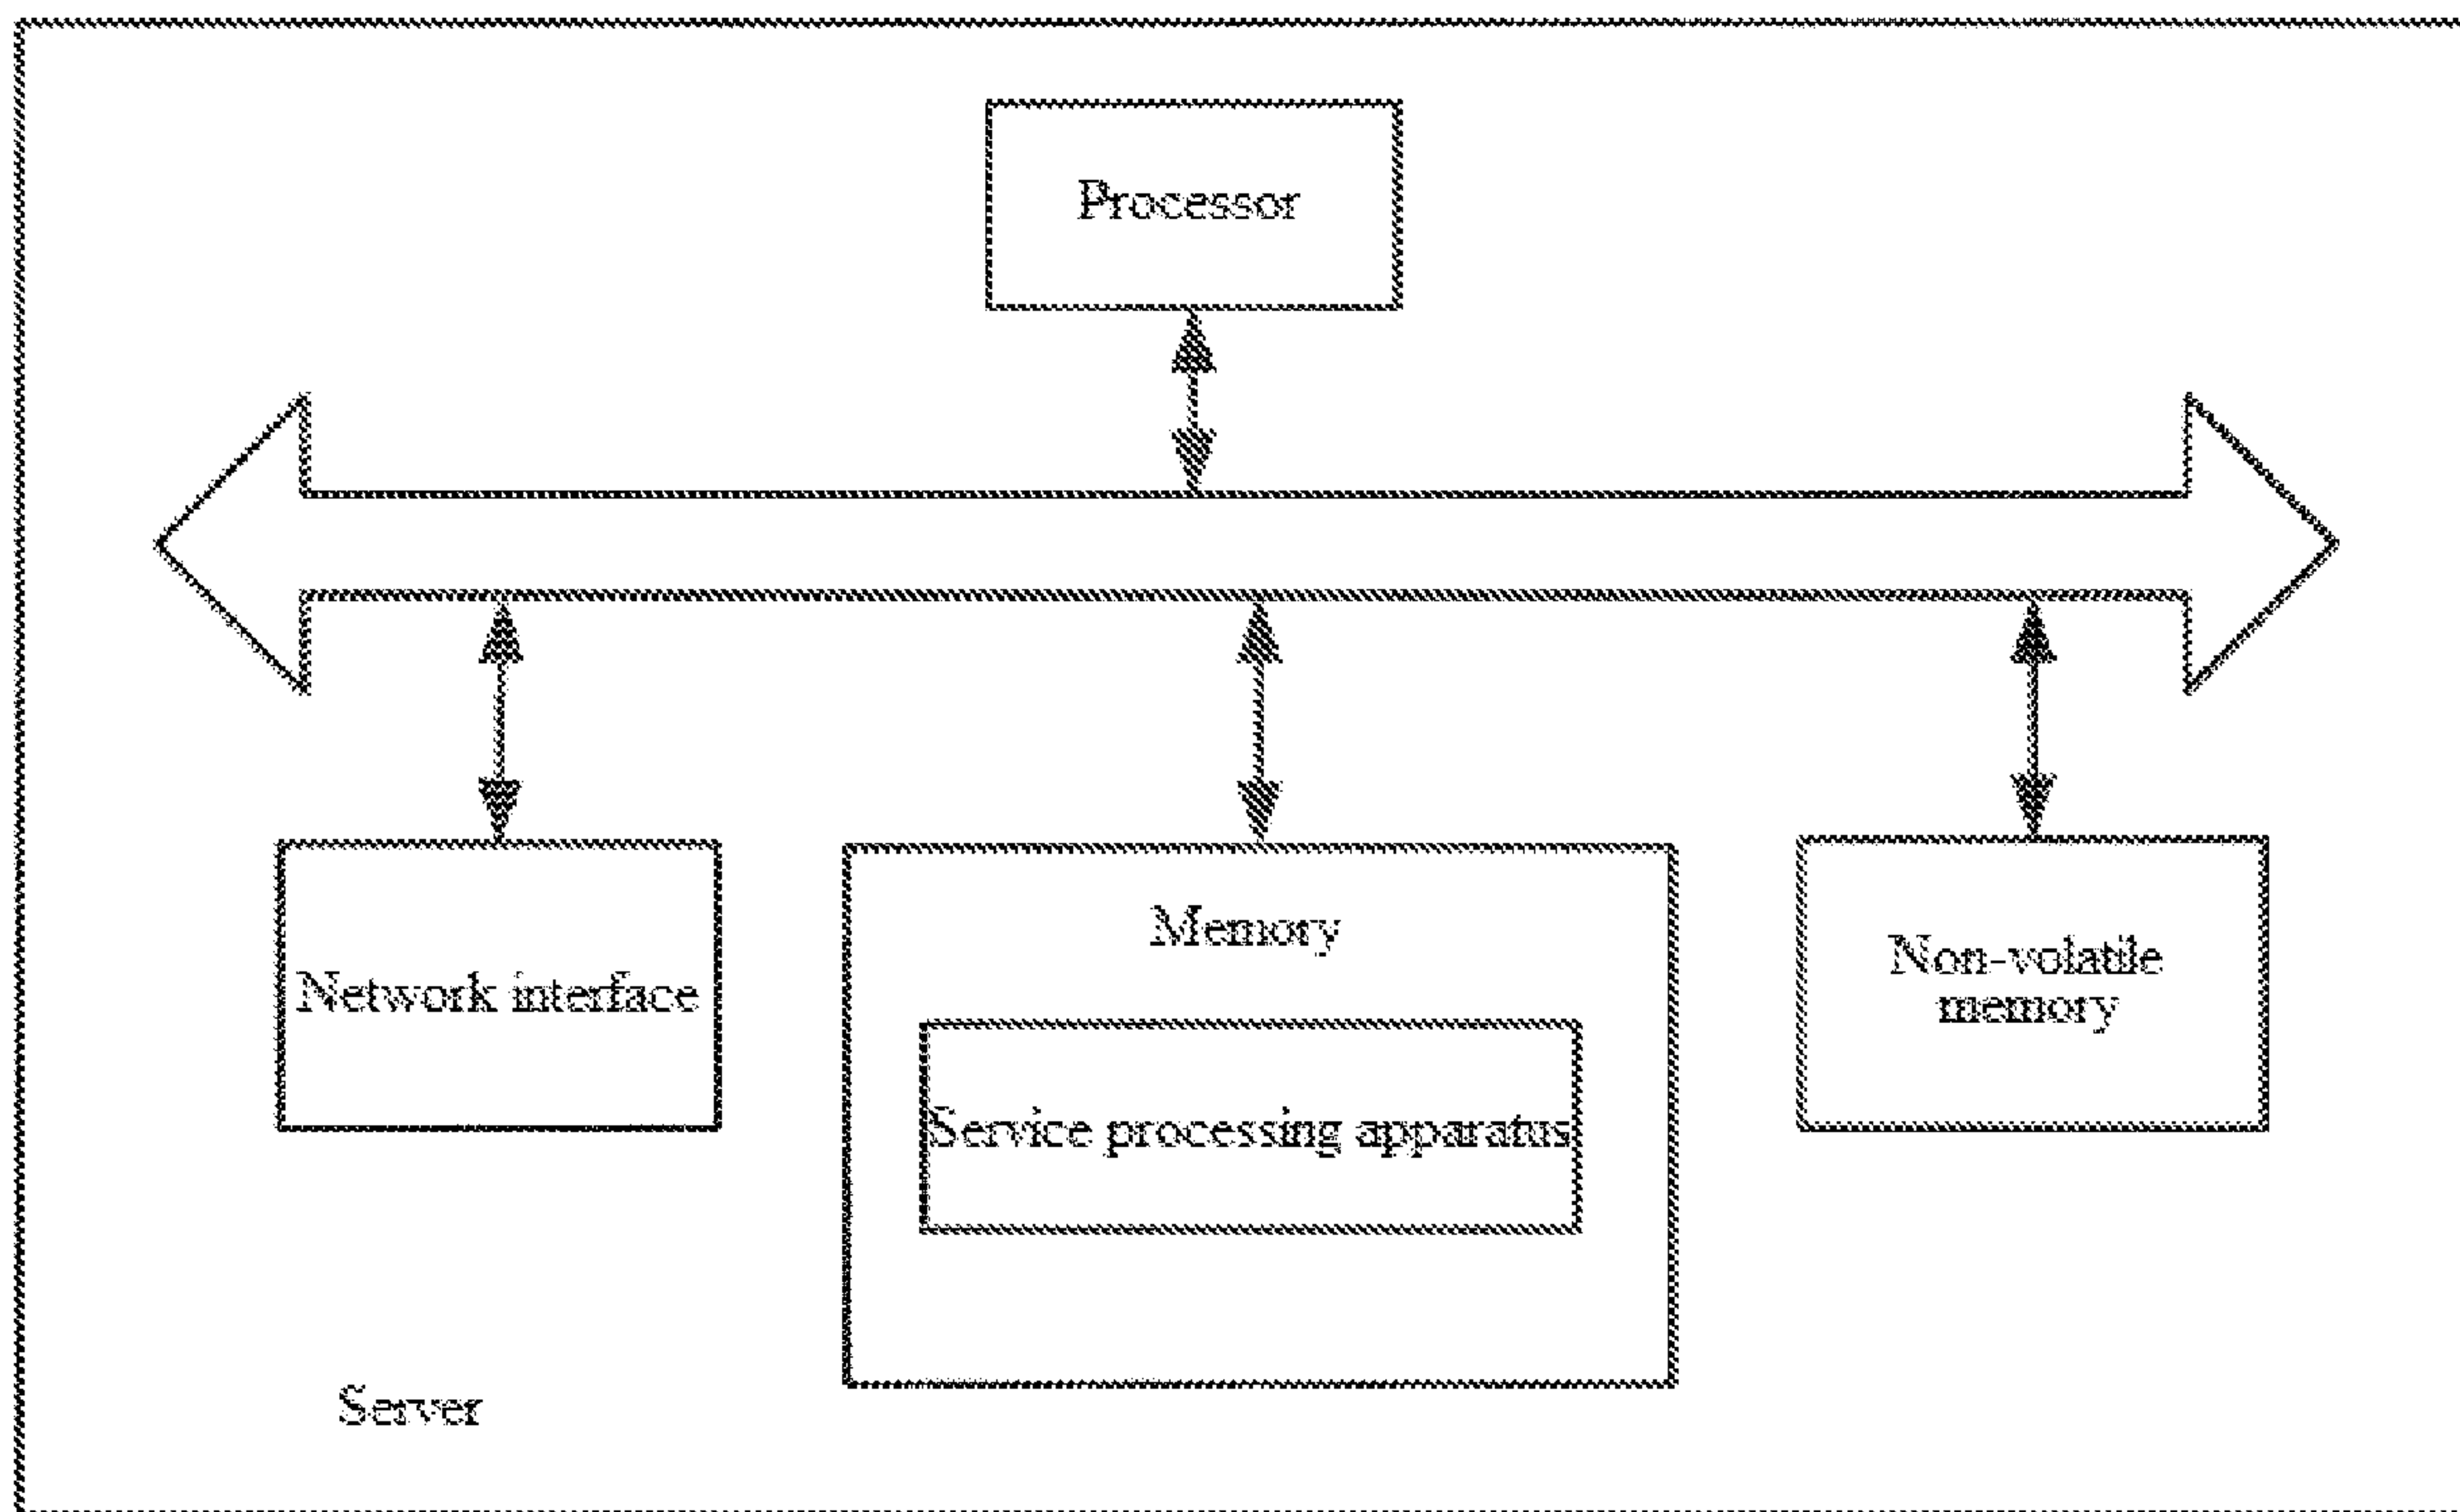 Processor
Network interface
Memory
Service processing apparatus
Non-volatile
memory
Server